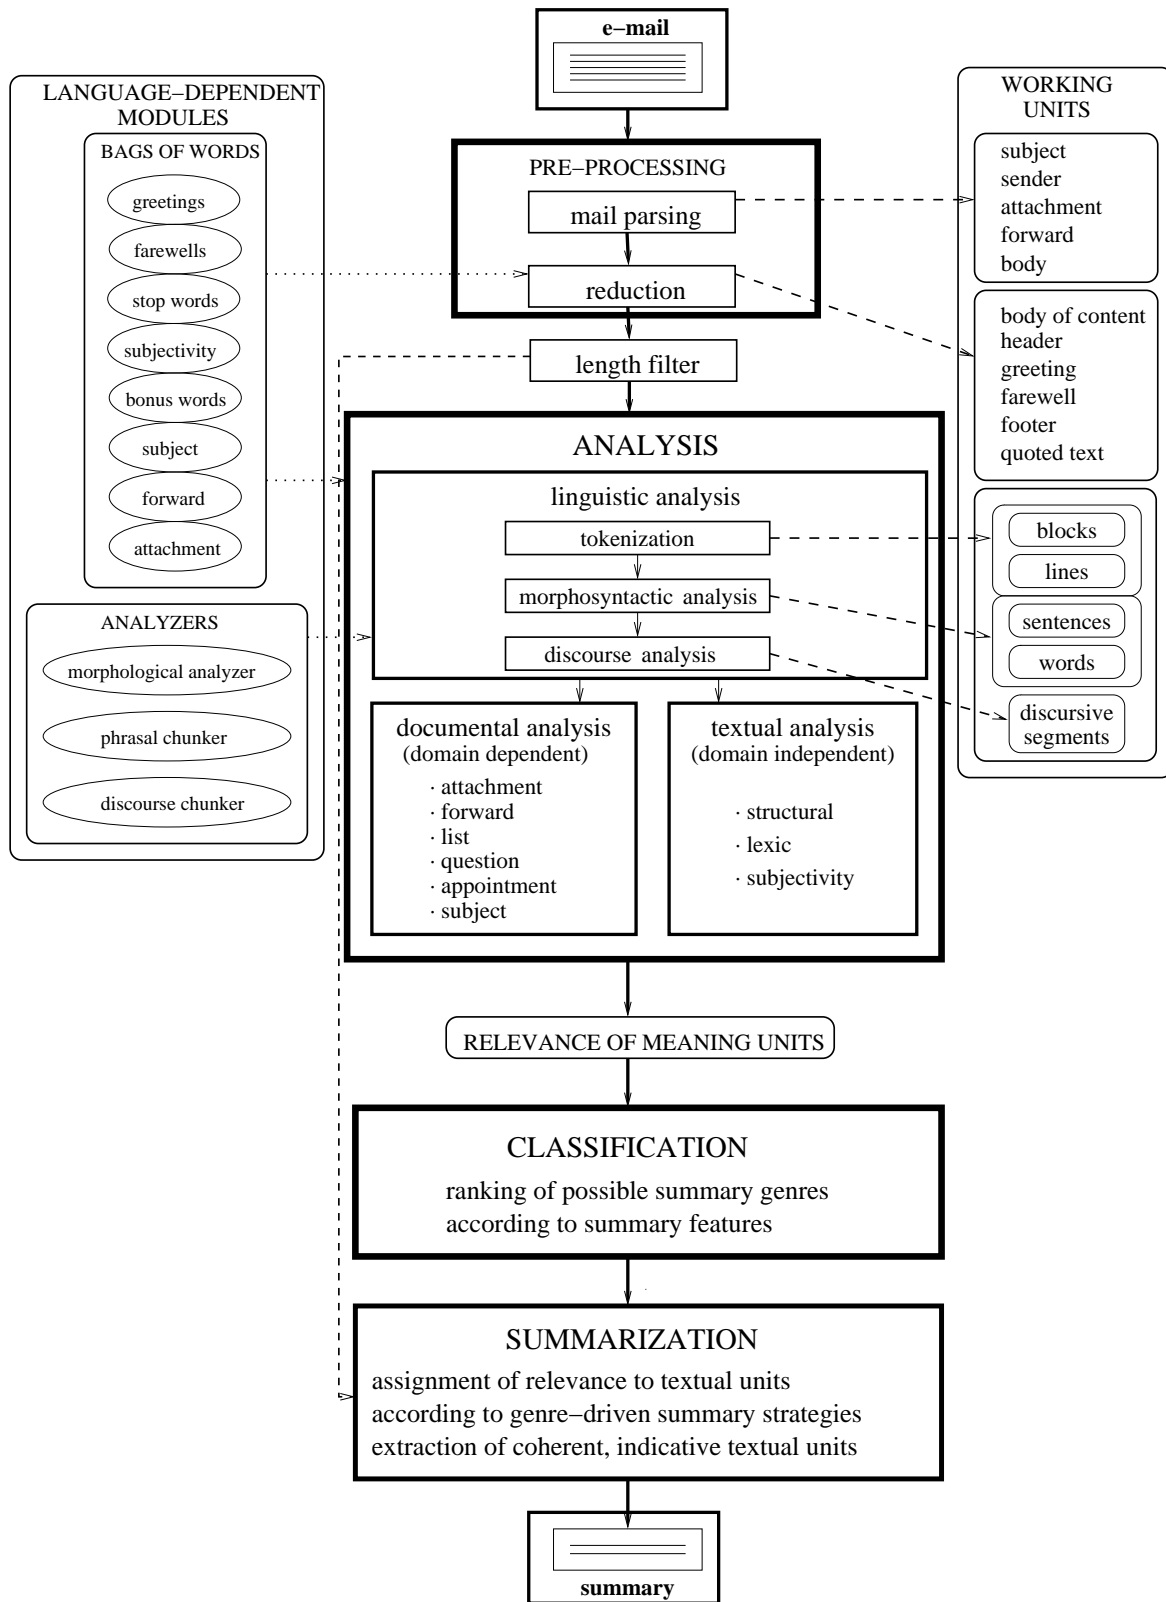 e−mail
LANGUAGE−DEPENDENT
MODULES
BAGS OF WORDS
greetings
farewells
stop words
subjectivity
bonus words
subject
forward
attachment
ANALYZERS
morphological analyzer
phrasal chunker
discourse chunker
PRE−PROCESSING
mail parsing
reduction
length filter
ANALYSIS
linguistic analysis
tokenization
morphosyntactic analysis
discourse analysis
documental analysis
(domain dependent)
· attachment
· forward
· list
· question
· appointment
· subject
textual analysis
(domain independent)
· structural
· lexic
· subjectivity
WORKING
UNITS
subject
sender
attachment
forward
body
body of content
header
greeting
farewell
footer
quoted text
blocks
lines
sentences
words
discursive
segments
RELEVANCE OF MEANING UNITS
CLASSIFICATION
ranking of possible summary genres
according to summary features
SUMMARIZATION
assignment of relevance to textual units
according to genre−driven summary strategies
extraction of coherent, indicative textual units
summary